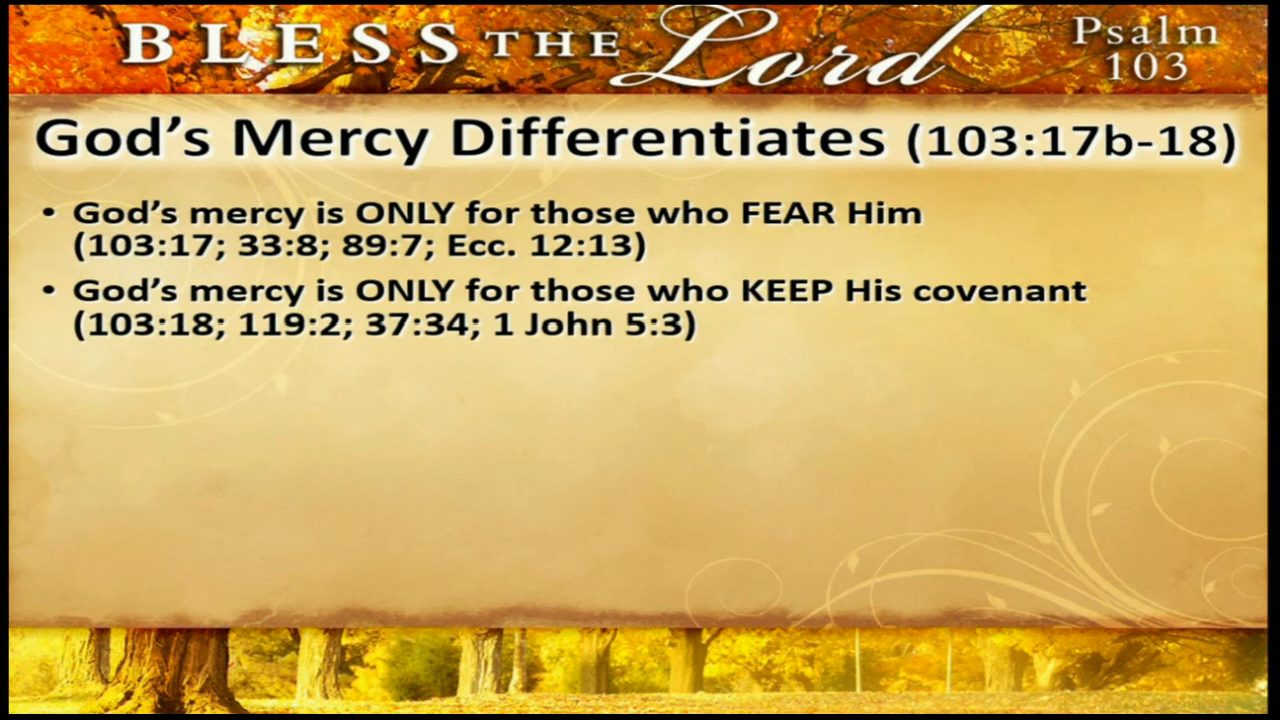 BLESS THE Lord
Psalm
103
God's Mercy Differentiates (103:17b-18)
• God's mercy is ONLY for those who FEAR Him
(103:17; 33:8; 89:7; Ecc. 12:13)
• God's mercy is ONLY for those who KEEP His covenant
(103:18; 119:2; 37:34; 1 John 5:3)